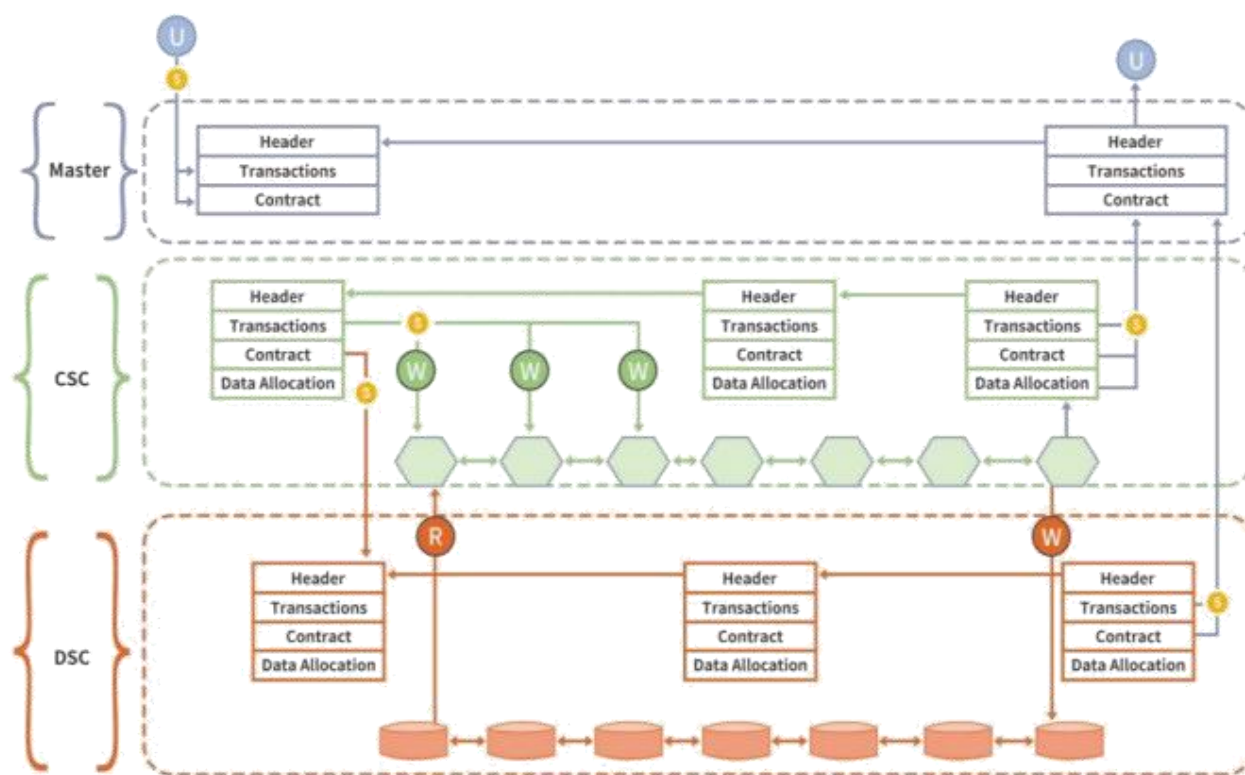 U
S
U
Master
Header
Transactions
Contract
Header
Transactions
Contract
CSC
Header
Transactions
Contract
Data Allocation
S
S
W
W
W
Header
Transactions
Contract
Data Allocation
Header
Transactions
Contract
Data Allocation
S
DSC
R
W
Header
Transactions
Contract
Data Allocation
Header
Transactions
Contract
Data Allocation
Header
Transactions
Contract
Data Allocation
S